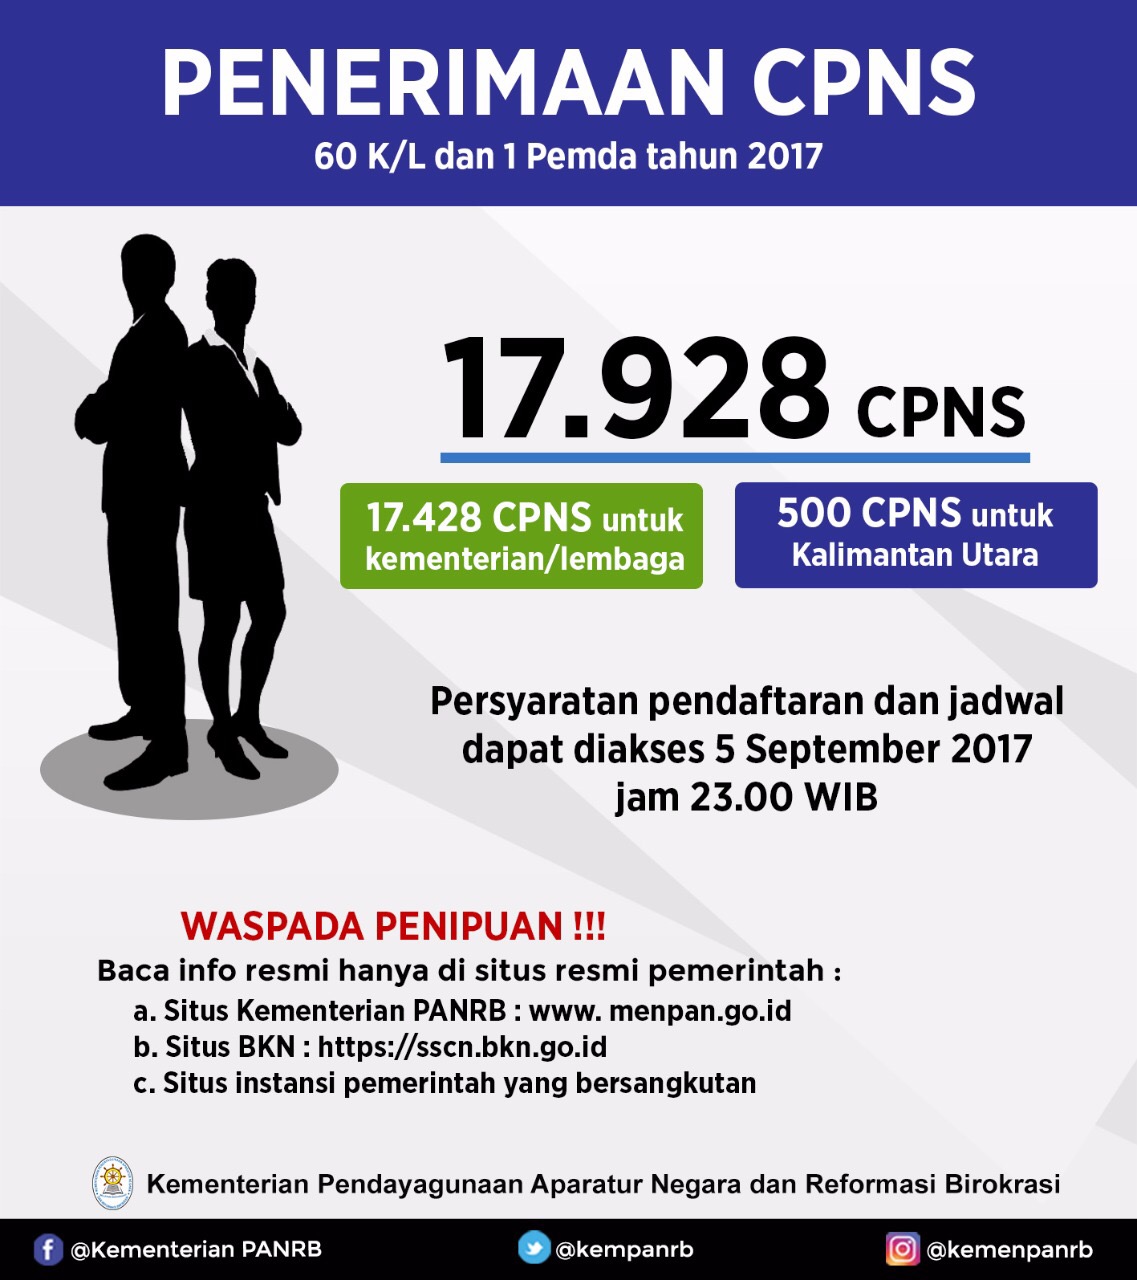 PENERIMAAN CPNS
60 K/L dan 1 Pemda tahun 2017
17.928 CPNS
17.428 CPNS untuk
kementerian/lembaga
500 CPNS untuk
Kalimantan Utara
Persyaratan pendaftaran dan jadwal
dapat diakses 5 September 2017
jam 23.00 WIB
WASPADA PENIPUAN !!!
Baca info resmi hanya di situs resmi pemerintah :
a. Situs Kementerian PANRB : www. menpan.go.id
b. Situs BKN : https://sscn.bkn.go.id
c. Situs instansi pemerintah yang bersangkutan
Kementerian Pendayagunaan Aparatur Negara dan Reformasi Birokrasi
@Kementerian PANRB
@kempanrb
@kemenpanrb